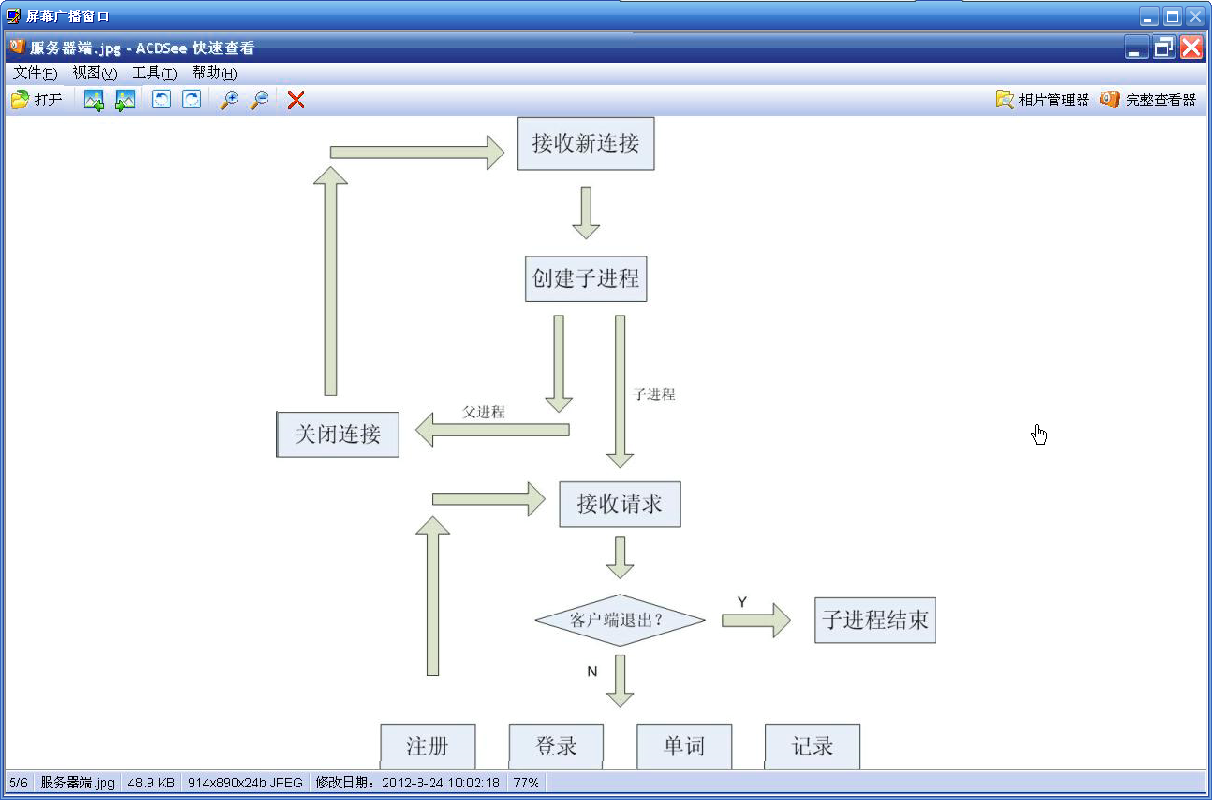 屏幕广播窗口
服务器端.jpg - ACDSee 快速查看
文件(F) 视图(V) 工具(T) 帮助(H)
打开 相片管理器 完整查看器
接收新连接
创建子进程
子进程
父进程
关闭连接
接收请求
客户端退出?
Y
子进程结束
N
注册 登录 单词 记录
5/6 服务器端.jpg 48.9 KB 914x890x24b JPEG 修改日期: 2012-8-24 10:02:18 77%